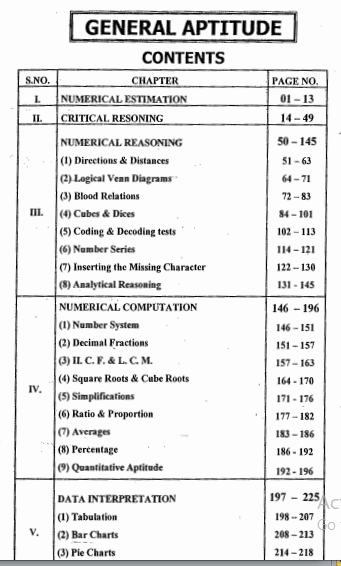 GENERAL APTITUDE
CONTENTS
S.NO. CHAPTER PAGE NO.
I. NUMERICAL ESTIMATION 01 – 13
II. CRITICAL RESONING 14 – 49
NUMERICAL REASONING 50 – 145
(1) Directions & Distances 51 – 63
(2) Logical Venn Diagrams 64 – 71
(3) Blood Relations 72 – 83
III. (4) Cubes & Dices 84 – 101
(5) Coding & Decoding tests 102 – 113
(6) Number Series 114 – 121
(7) Inserting the Missing Character 122 – 130
(8) Analytical Reasoning 131 - 145
NUMERICAL COMPUTATION 146 – 196
(1) Number System 146 – 151
(2) Decimal Fractions 151 – 157
(3) H. C. F. & L. C. M. 157 – 163
(4) Square Roots & Cube Roots 164 - 170
IV. (5) Simplifications 171 - 176
(6) Ratio & Proportion 177 – 182
(7) Averages 183 – 186
(8) Percentage 186 - 192
(9) Quantitative Aptitude 192 - 196
DATA INTERPRETATION 197 – 225
(1) Tabulation 198 – 207
V. (2) Bar Charts 208 – 213
(3) Pie Charts 214 – 218